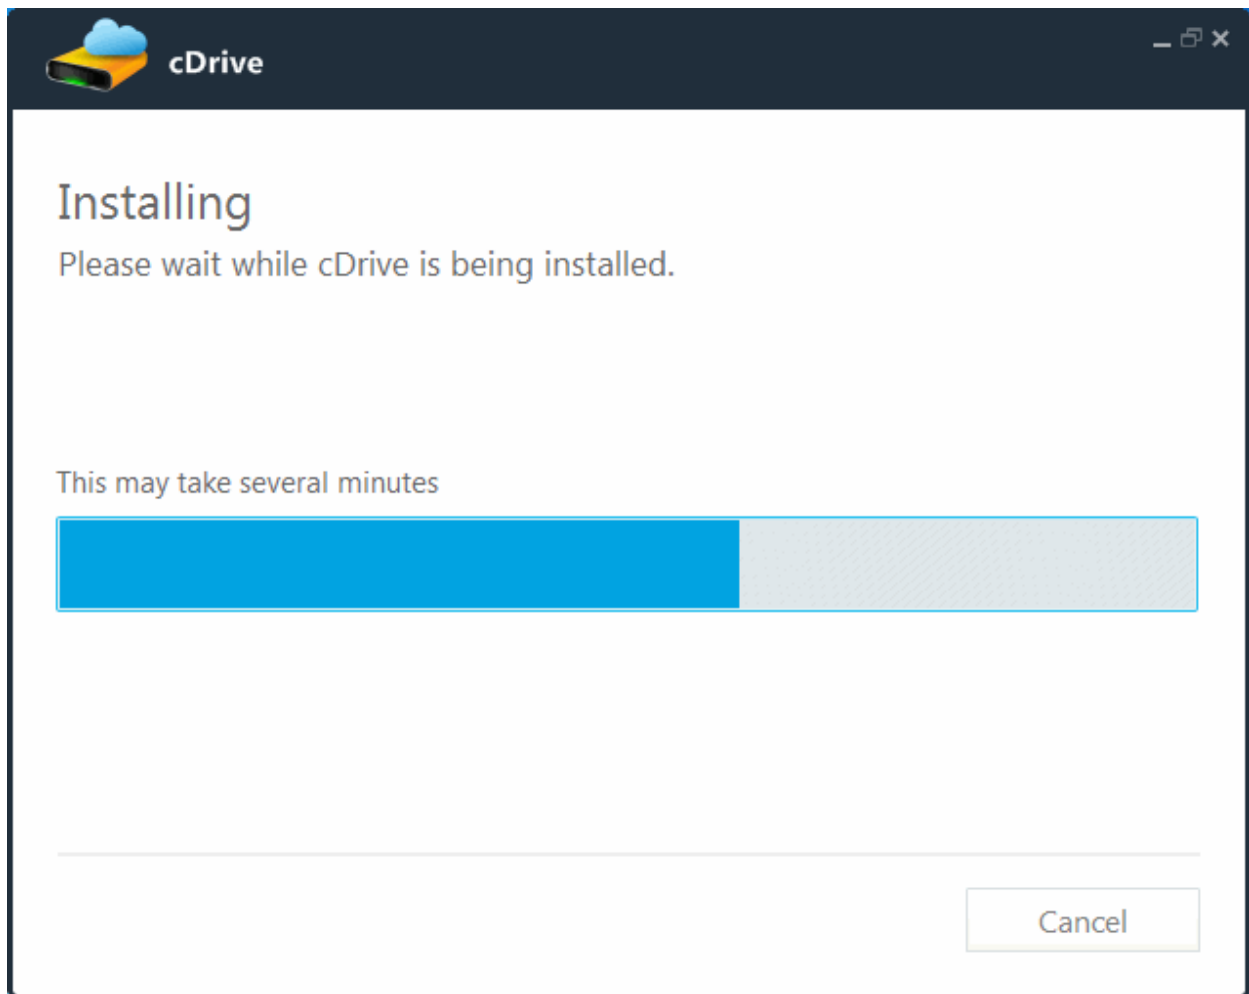 cDrive
Installing
Please wait while cDrive is being installed.
This may take several minutes
Cancel